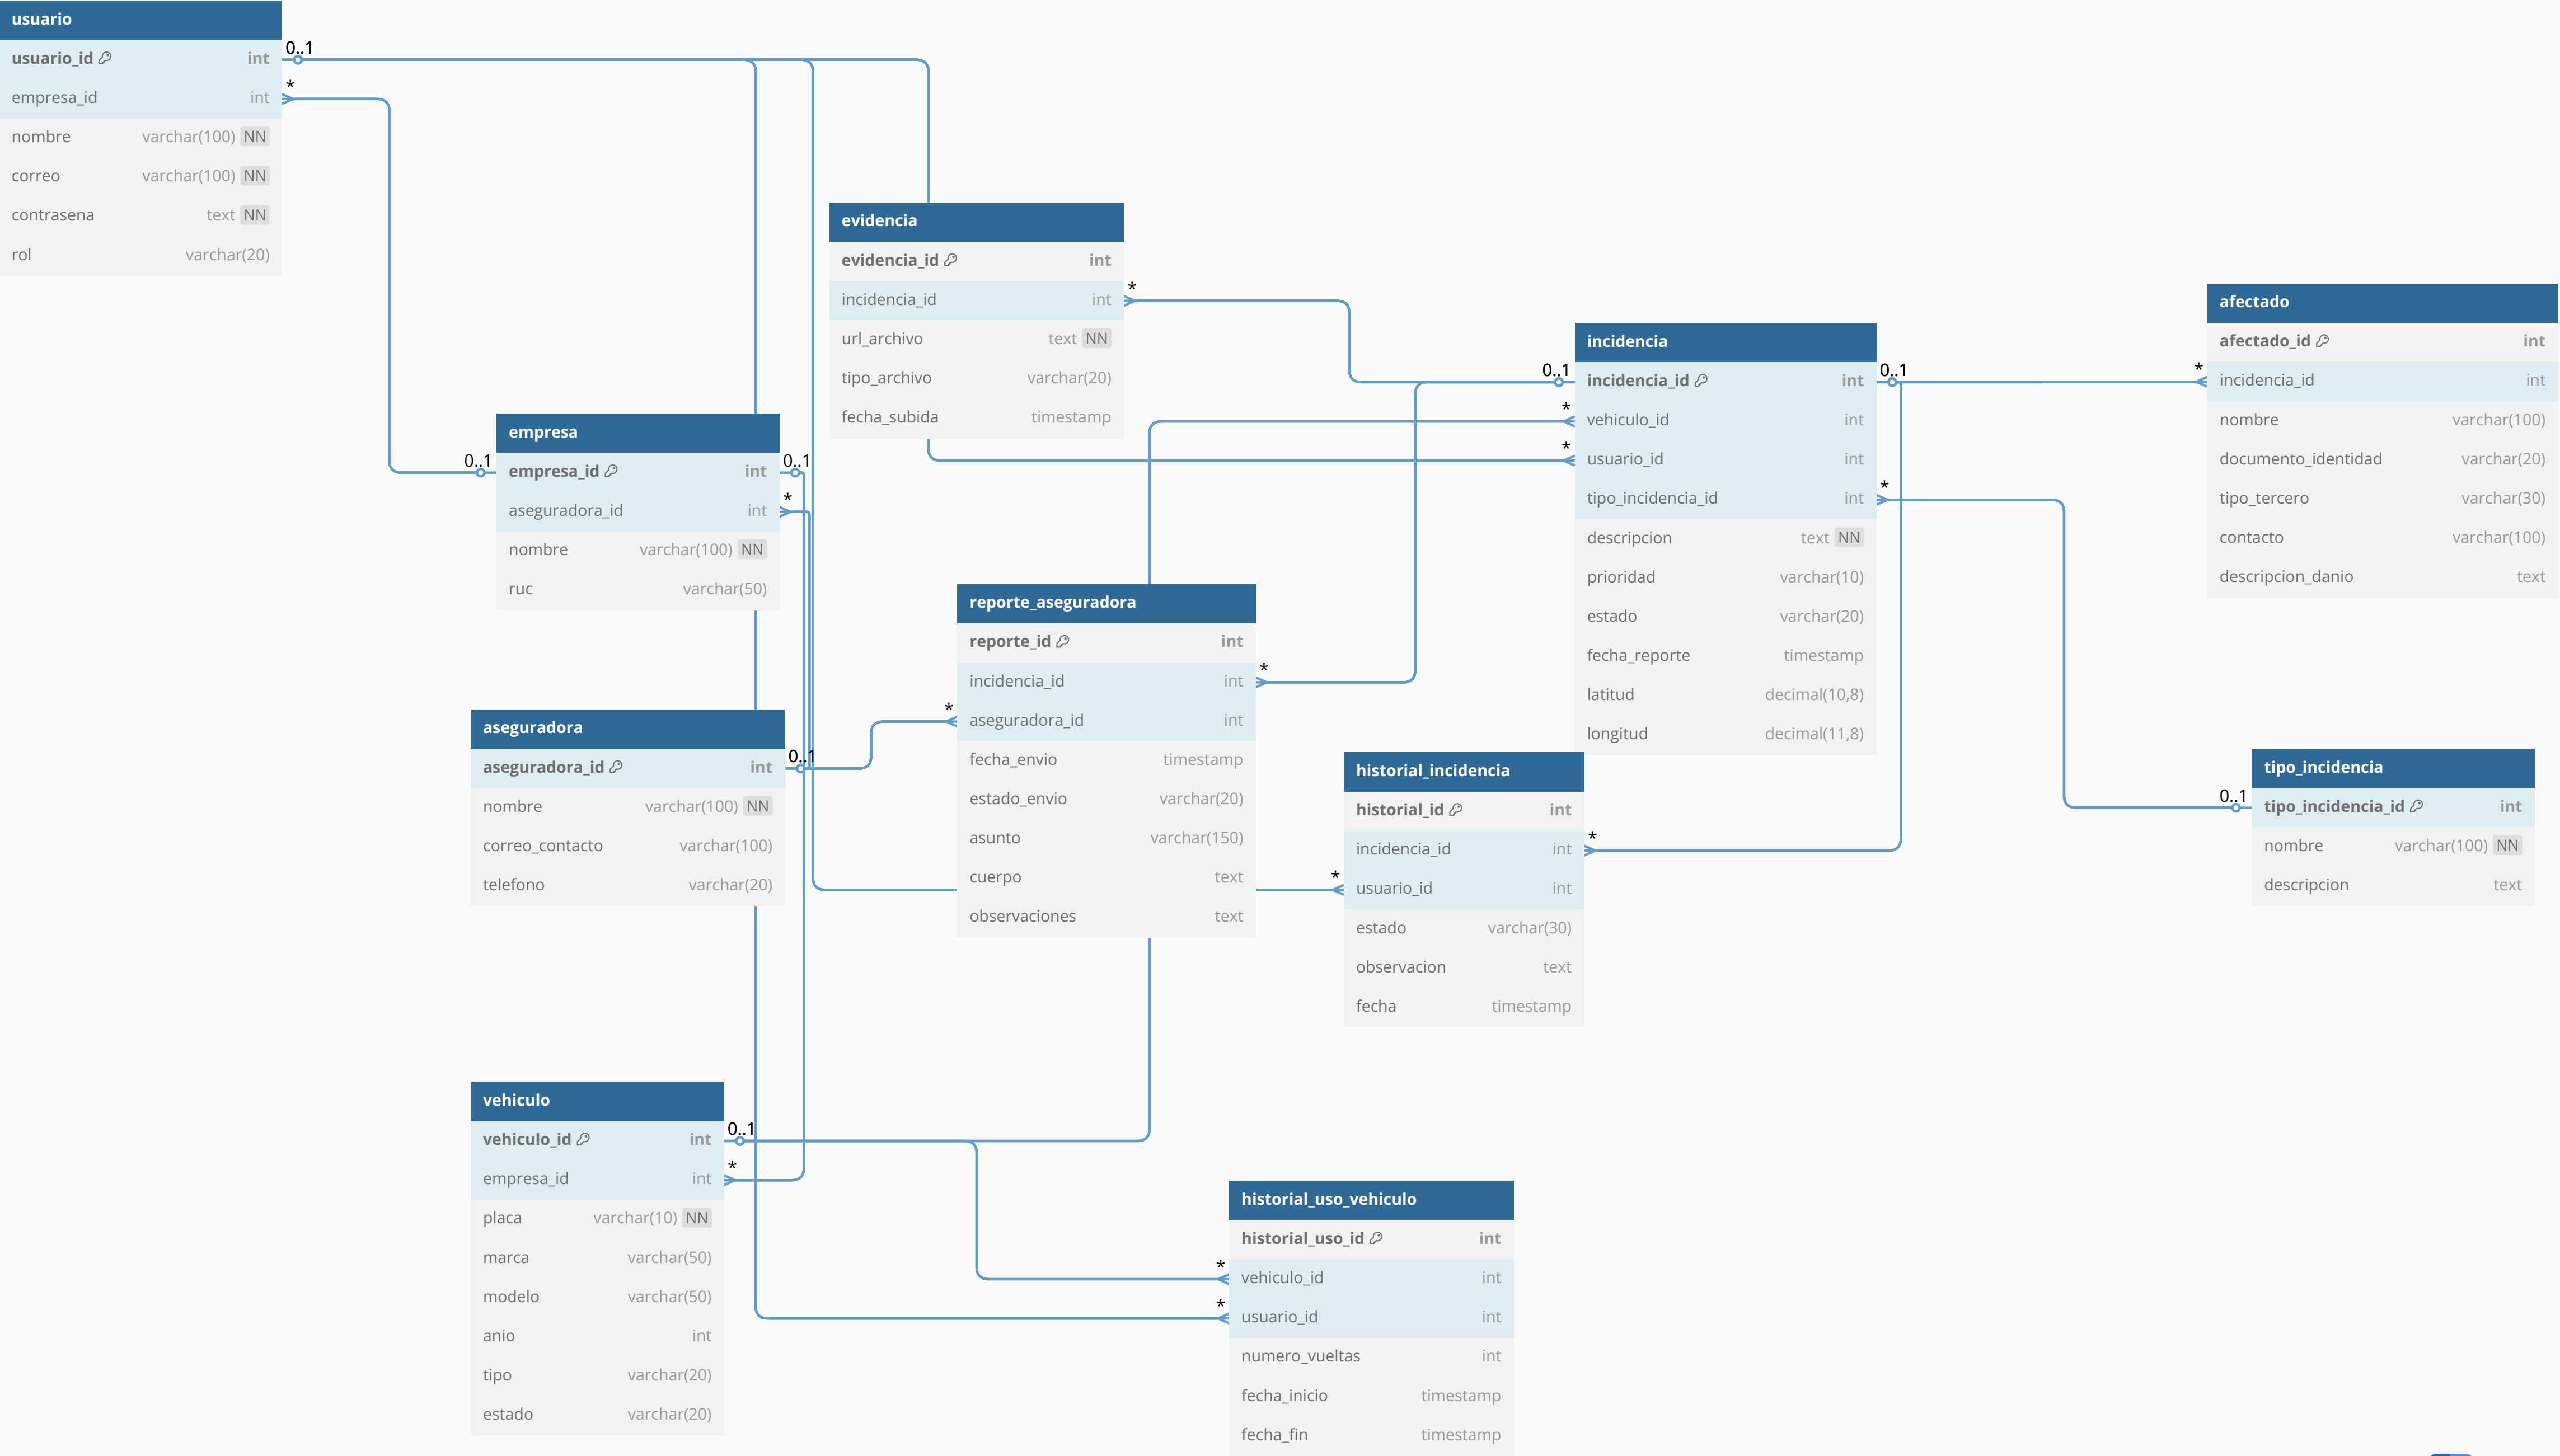 usuario
usuario_id int
empresa_id int
nombre varchar(100) NN
correo varchar(100) NN
contrasena text NN
rol varchar(20)
0..1
*
evidencia
evidencia_id int
incidencia_id int
url_archivo text NN
tipo_archivo varchar(20)
fecha_subida timestamp
*
empresa
empresa_id int
aseguradora_id int
nombre varchar(100) NN
ruc varchar(50)
0..1
0..1
*
incidencia
incidencia_id int
vehiculo_id int
usuario_id int
tipo_incidencia_id int
descripcion text NN
prioridad varchar(10)
estado varchar(20)
fecha_reporte timestamp
latitud decimal(10,8)
longitud decimal(11,8)
0..1
*
*
0..1
*
afectado
afectado_id int
incidencia_id int
nombre varchar(100)
documento_identidad varchar(20)
tipo_tercero varchar(30)
contacto varchar(100)
descripcion_danio text
*
reporte_aseguradora
reporte_id int
incidencia_id int
aseguradora_id int
fecha_envio timestamp
estado_envio varchar(20)
asunto varchar(150)
cuerpo text
observaciones text
*
*
aseguradora
aseguradora_id int
nombre varchar(100) NN
correo_contacto varchar(100)
telefono varchar(20)
0..1
historial_incidencia
historial_id int
incidencia_id int
usuario_id int
estado varchar(30)
observacion text
fecha timestamp
*
*
tipo_incidencia
tipo_incidencia_id int
nombre varchar(100) NN
descripcion text
0..1
vehiculo
vehiculo_id int
empresa_id int
placa varchar(10) NN
marca varchar(50)
modelo varchar(50)
anio int
tipo varchar(20)
estado varchar(20)
0..1
*
historial_uso_vehiculo
historial_uso_id int
vehiculo_id int
usuario_id int
numero_vueltas int
fecha_inicio timestamp
fecha_fin timestamp
*
*